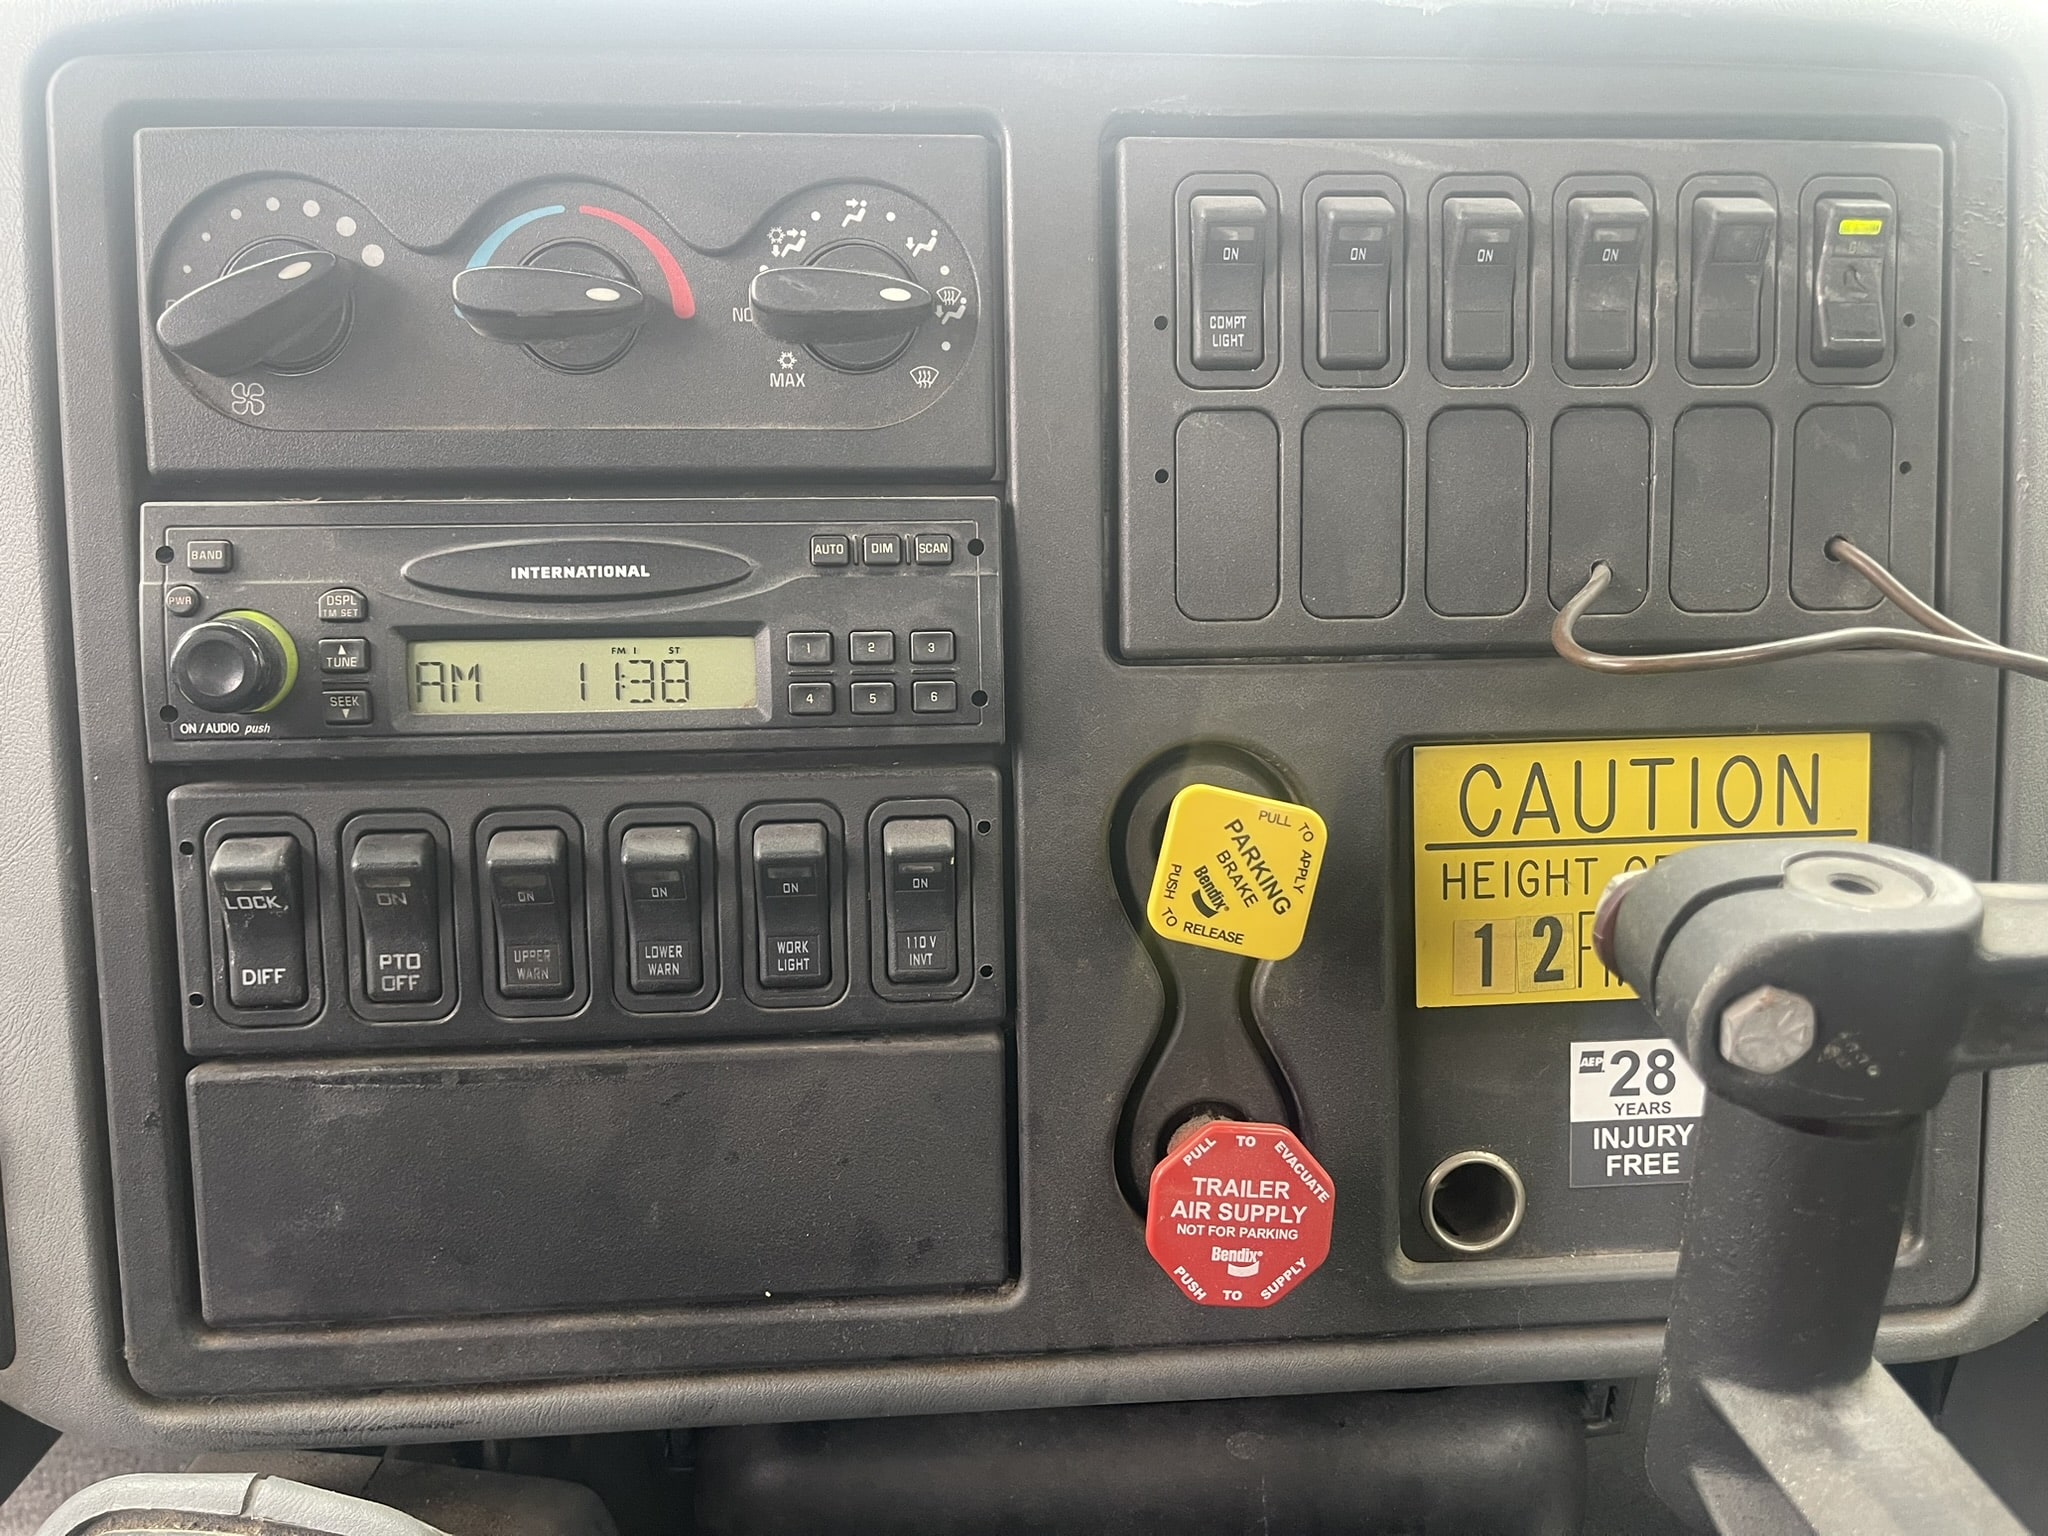 NO
MAX
ON
COMPT
LIGHT
ON
ON
ON
BAND
INTERNATIONAL
AUTO
DIM
SCAN
PWR
DSPL
TM SET
TUNE
SEEK
FM 1 ST
AM 11:38
1
2
3
4
5
6
ON / AUDIO push
LOCK
DIFF
ON
PTO
OFF
ON
UPPER
WARN
ON
LOWER
WARN
ON
WORK
LIGHT
ON
110 V
INVT
PULL TO APPLY
PARKING
BRAKE
Bendix
PUSH TO RELEASE
PULL TO EVACUATE
TRAILER
AIR SUPPLY
NOT FOR PARKING
Bendix
PUSH TO SUPPLY
CAUTION
HEIGHT
12
AEP
28
YEARS
INJURY
FREE